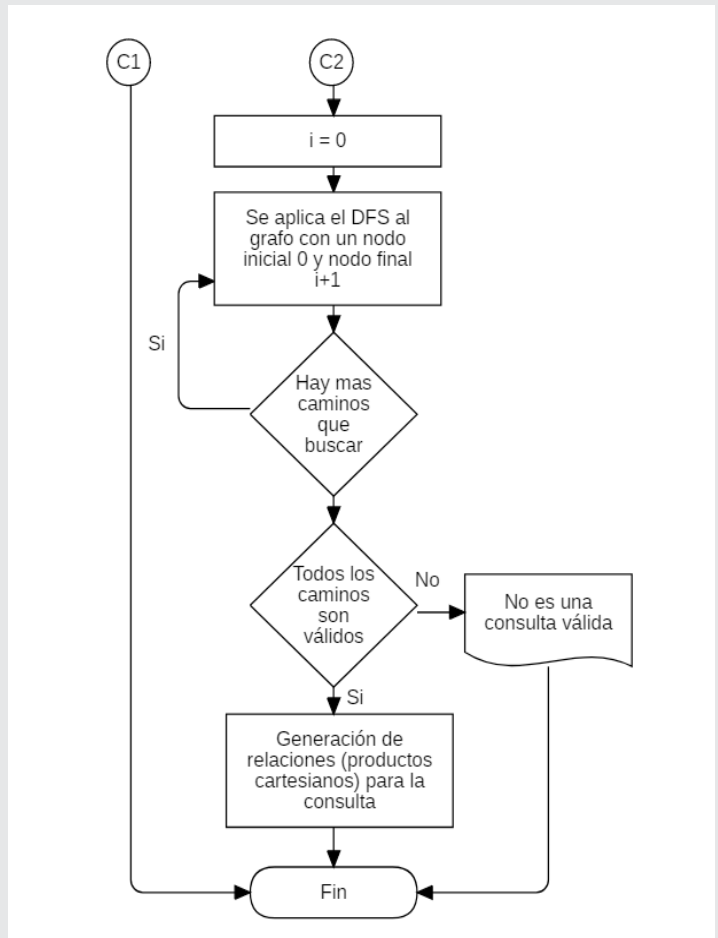 C1
C2
i = 0
Se aplica el DFS al
grafo con un nodo
inicial 0 y nodo final
i+1
Si
Hay mas
caminos
que
buscar
Todos los
caminos
son
válidos
No
No es una
consulta válida
Si
Generación de
relaciones (productos
cartesianos) para la
consulta
Fin